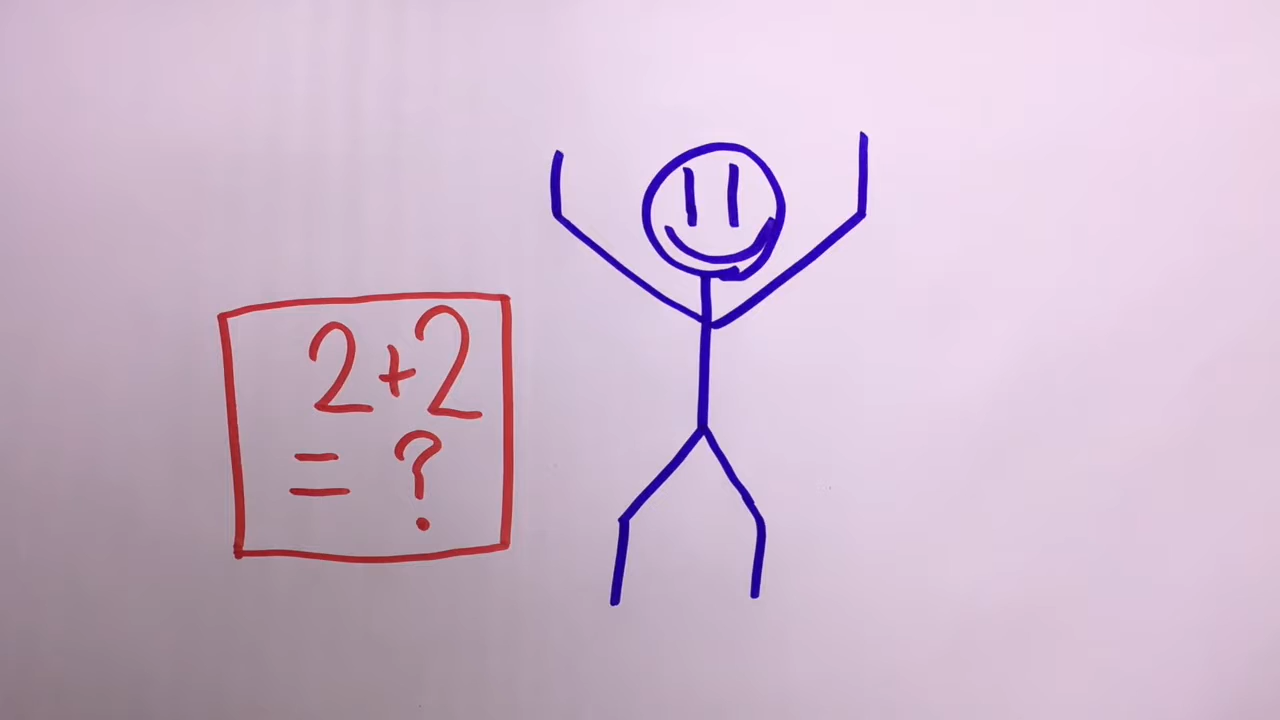 2+2
= ?